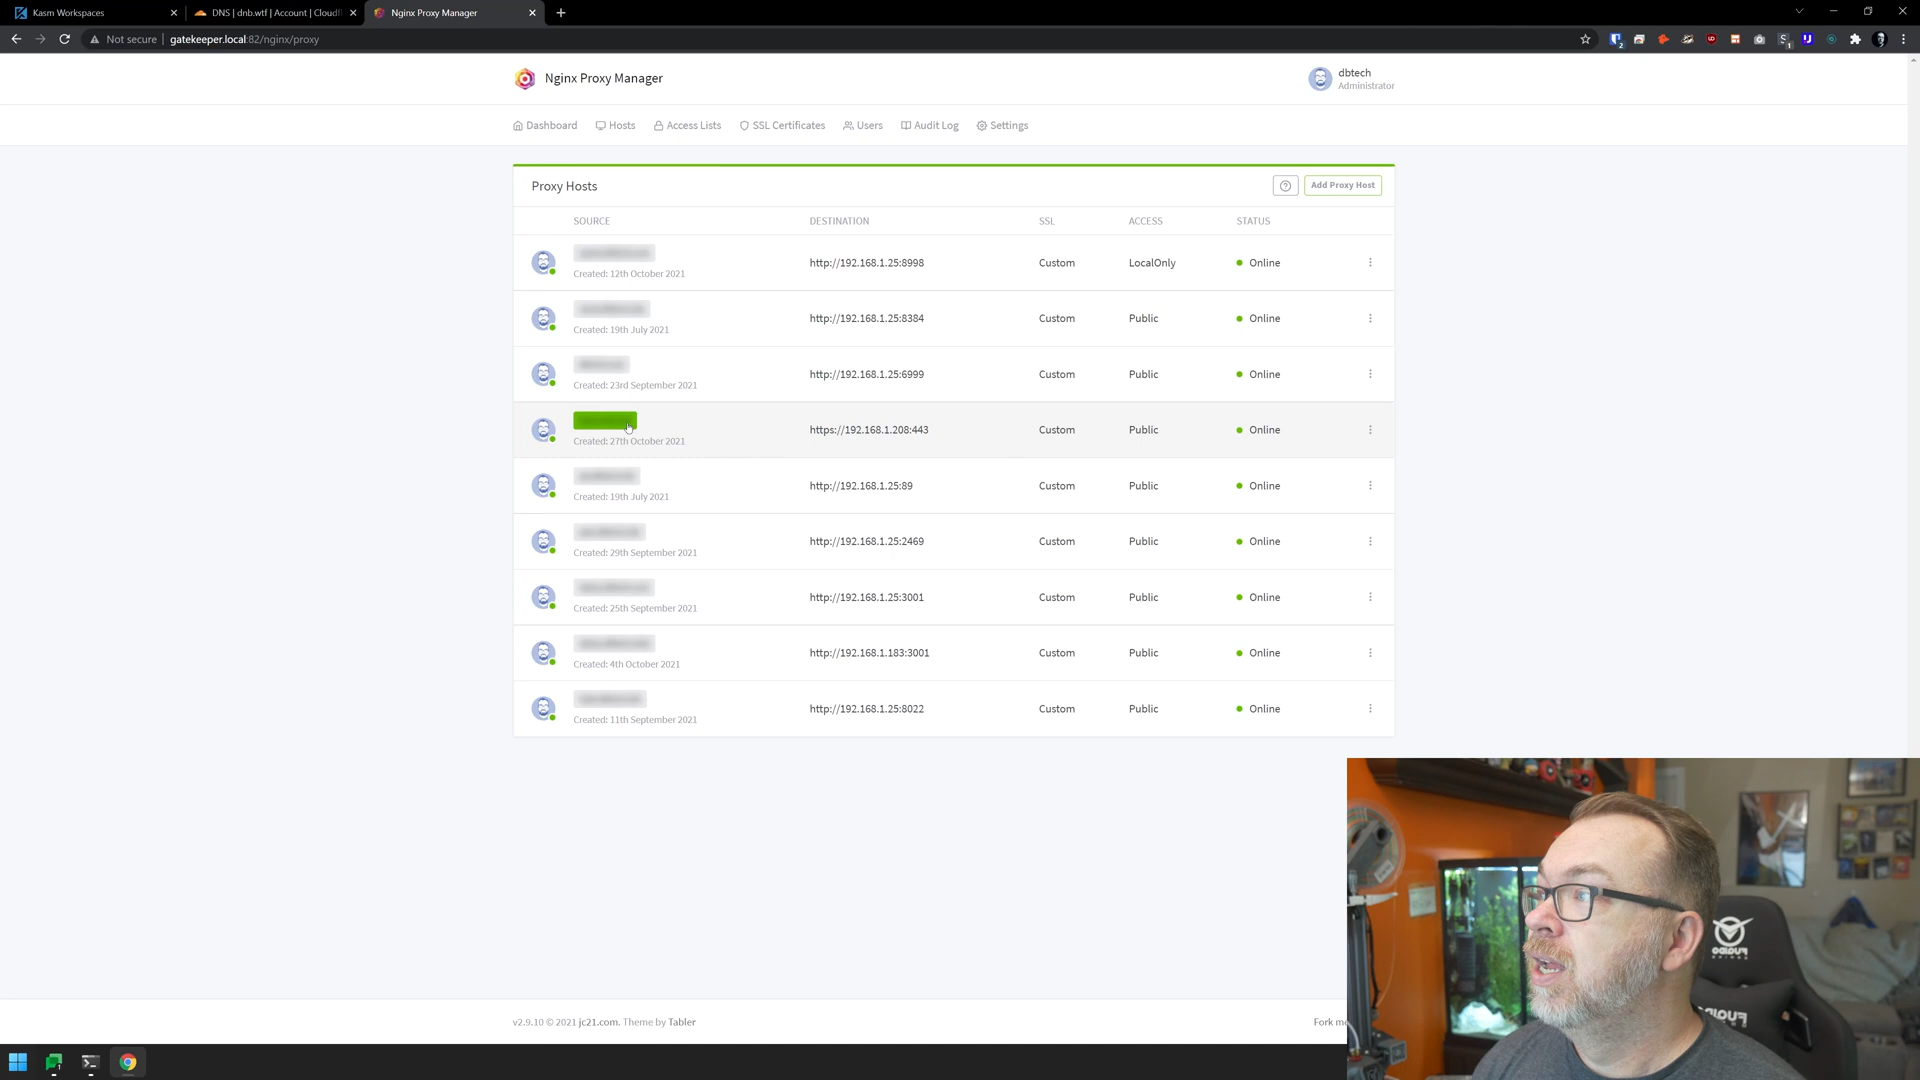 Kasm Workspaces
DNS | dnb.wtf | Account | Cloudf
Nginx Proxy Manager
Not secure
gatekeeper.local:82/nginx/proxy
Nginx Proxy Manager
dbtech
Administrator
Dashboard
Hosts
Access Lists
SSL Certificates
Users
Audit Log
Settings
Proxy Hosts
Add Proxy Host
SOURCE DESTINATION SSL ACCESS STATUS
http://192.168.1.25:8998 Custom LocalOnly Online
Created: 12th October 2021
http://192.168.1.25:8384 Custom Public Online
Created: 19th July 2021
http://192.168.1.25:6999 Custom Public Online
Created: 23rd September 2021
https://192.168.1.208:443 Custom Public Online
Created: 27th October 2021
http://192.168.1.25:89 Custom Public Online
Created: 19th July 2021
http://192.168.1.25:2469 Custom Public Online
Created: 29th September 2021
http://192.168.1.25:3001 Custom Public Online
Created: 25th September 2021
http://192.168.1.183:3001 Custom Public Online
Created: 4th October 2021
http://192.168.1.25:8022 Custom Public Online
Created: 11th September 2021
v2.9.10 © 2021 jc21.com. Theme by Tabler
Fork me